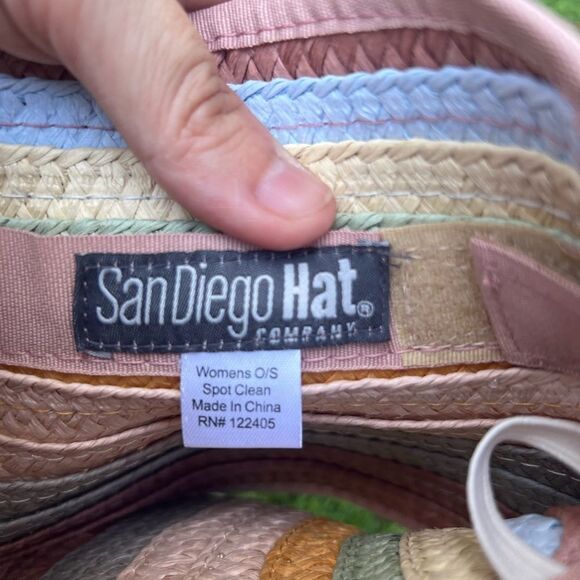 San Diego Hat®
COMPANY
Womens O/S
Spot Clean
Made In China
RN# 122405